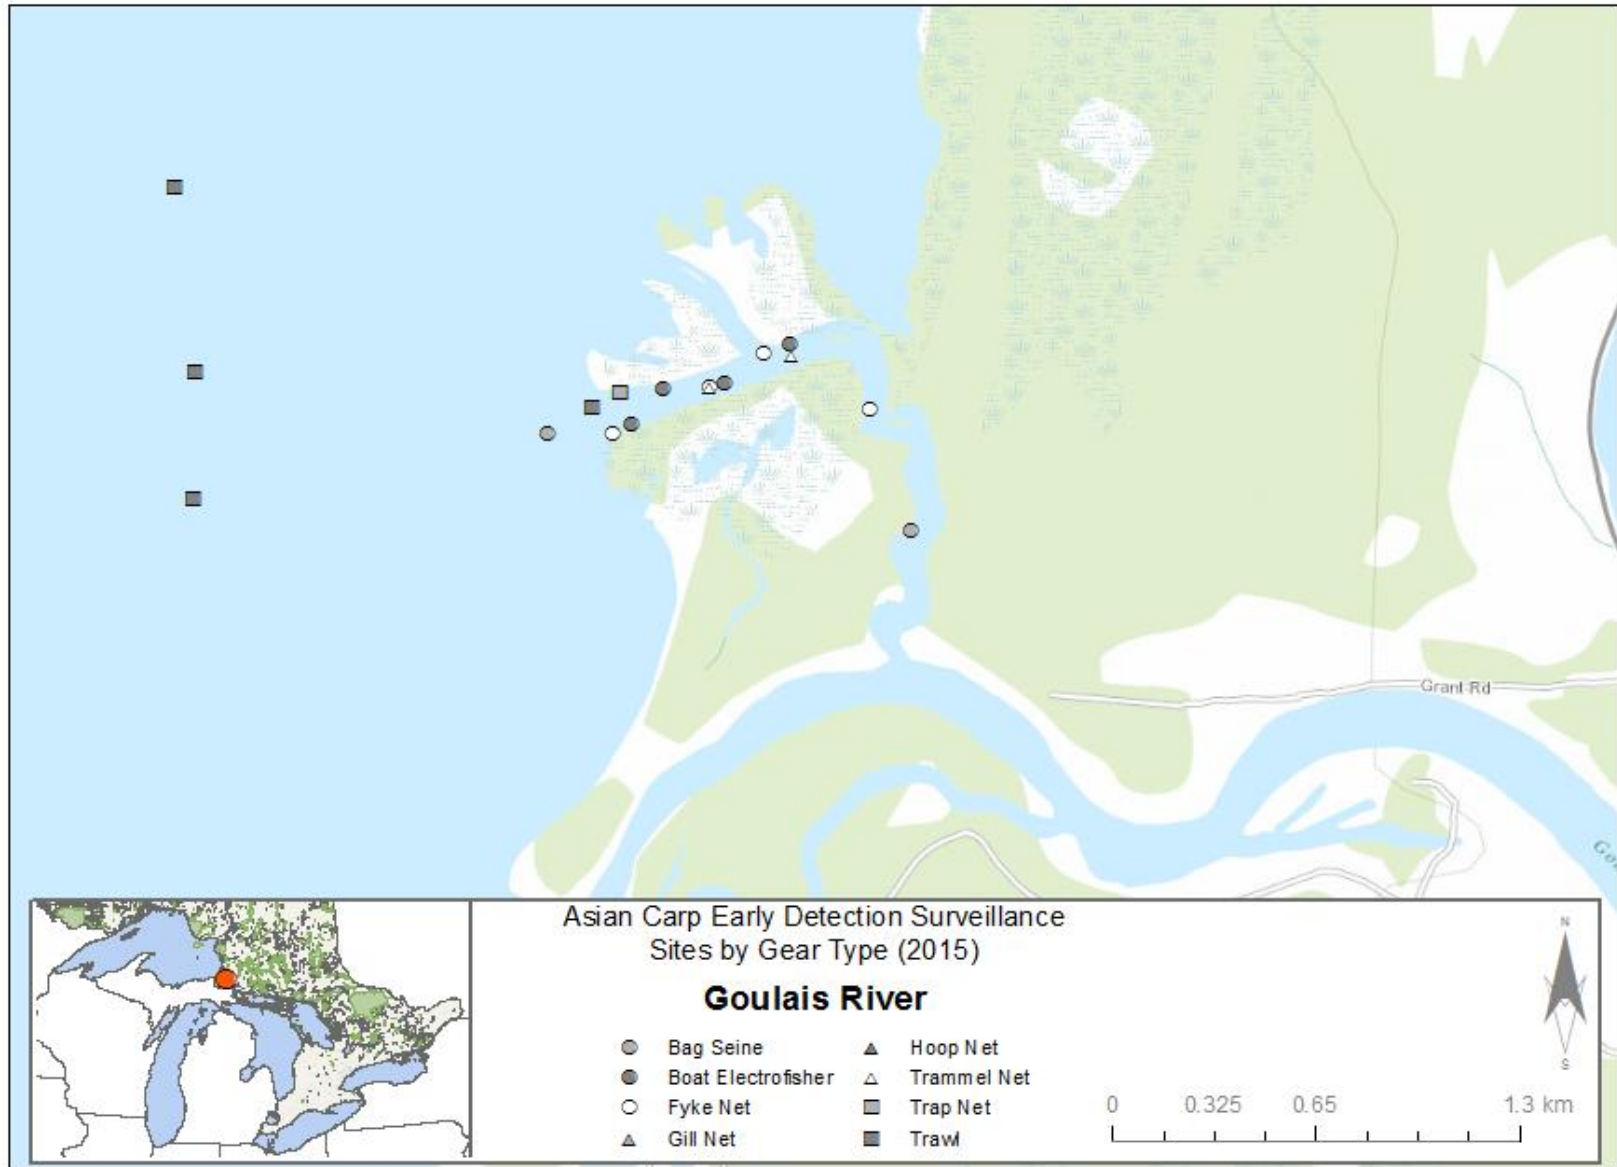 Grant Rd
Asian Carp Early Detection Surveillance
Sites by Gear Type (2015)
Goulais River
N
S
Bag Seine
Boat Electrofisher
Fyke Net
Gill Net
Hoop Net
Trammel Net
Trap Net
Trawl
0 0.325 0.65 1.3 km